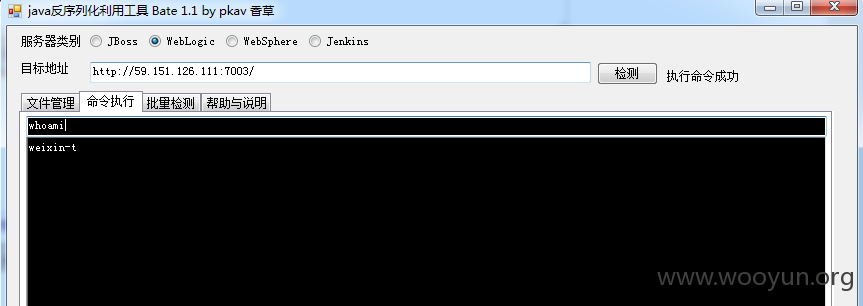 java反序列化利用工具 Bate 1.1 by pkav 香草
服务器类别 JBoss WebLogic WebSphere Jenkins
目标地址 http://59.151.126.111:7003/ 检测 执行命令成功
文件管理 命令执行 批量检测 帮助与说明
whoami
weixin-t
www.wooyun.org